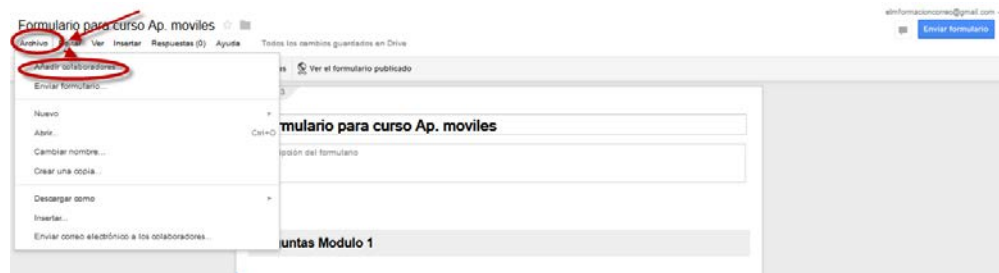 elmformacioncorreo@gmail.com
Formulario para curso Ap. moviles
Enviar formulario
Archivo Editar Ver Insertar Respuestas (0) Ayuda Todos los cambios guardados en Drive
Añadir colaboradores...
Ver el formulario publicado
Enviar formulario...
Nuevo
Abrir... Ctrl+O
rmulario para curso Ap. moviles
Cambiar nombre...
ipción del formulario
Crear una copia...
Descargar como
Insertar...
Enviar correo electrónico a los colaboradores...
untas Modulo 1